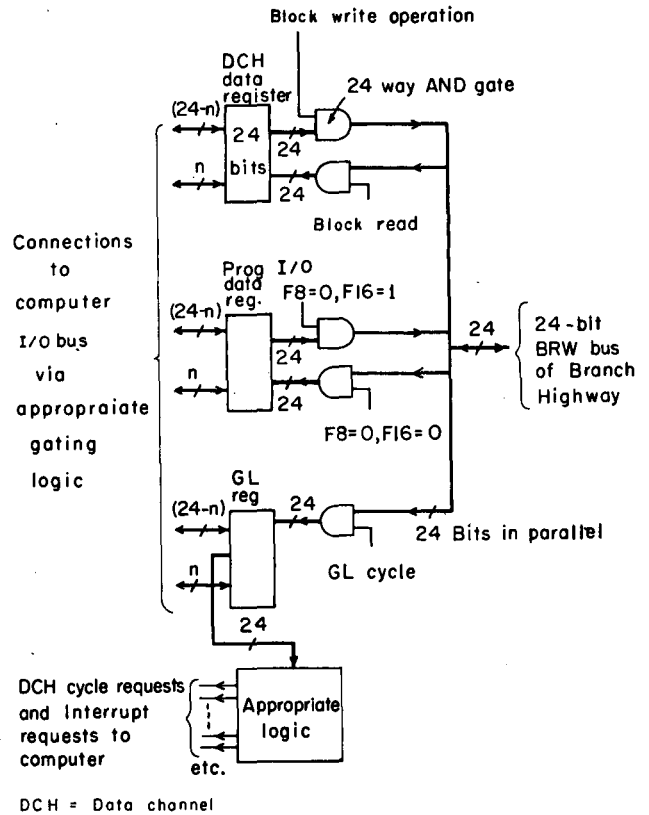 Block write operation
DCH
data
register
24 way AND gate
(24-n)
24
bits
24
n
24
Block read
Connections
to
computer
I/O bus
via
appropraiate
gating
logic
Prog I/O
data
reg.
F8=0,F16=1
(24-n)
24
n
24
F8=0,F16=0
24
24-bit
BRW bus
of Branch
Highway
GL
reg
(24-n)
24
24 Bits in parallel
n
GL cycle
24
DCH cycle requests
and Interrupt
requests to
computer
etc.
Appropriate
logic
DCH = Data channel